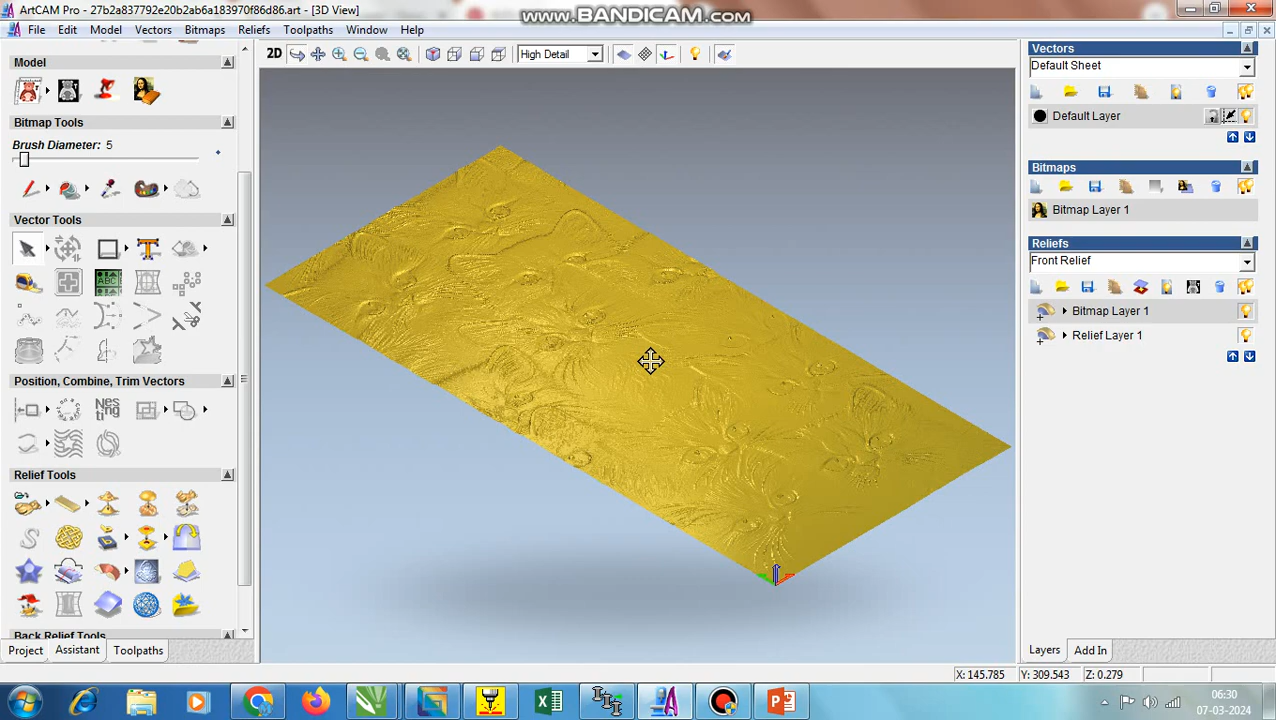 ArtCAM Pro - 27b2a837792e20b2ab6a183970f86d86.art - [3D View]
www.BANDICAM.com
File Edit Model Vectors Bitmaps Reliefs Toolpaths Window Help
2D High Detail
Model
Bitmap Tools
Brush Diameter: 5
Vector Tools
ABC
Position, Combine, Trim Vectors
Nes ting
Relief Tools
Back Relief Tools
Project Assistant Toolpaths
Vectors
Default Sheet
Default Layer
Bitmaps
Bitmap Layer 1
Reliefs
Front Relief
Bitmap Layer 1
Relief Layer 1
Layers Add In
X: 145.785 Y: 309.543 Z: 0.279
06:30
07-03-2024